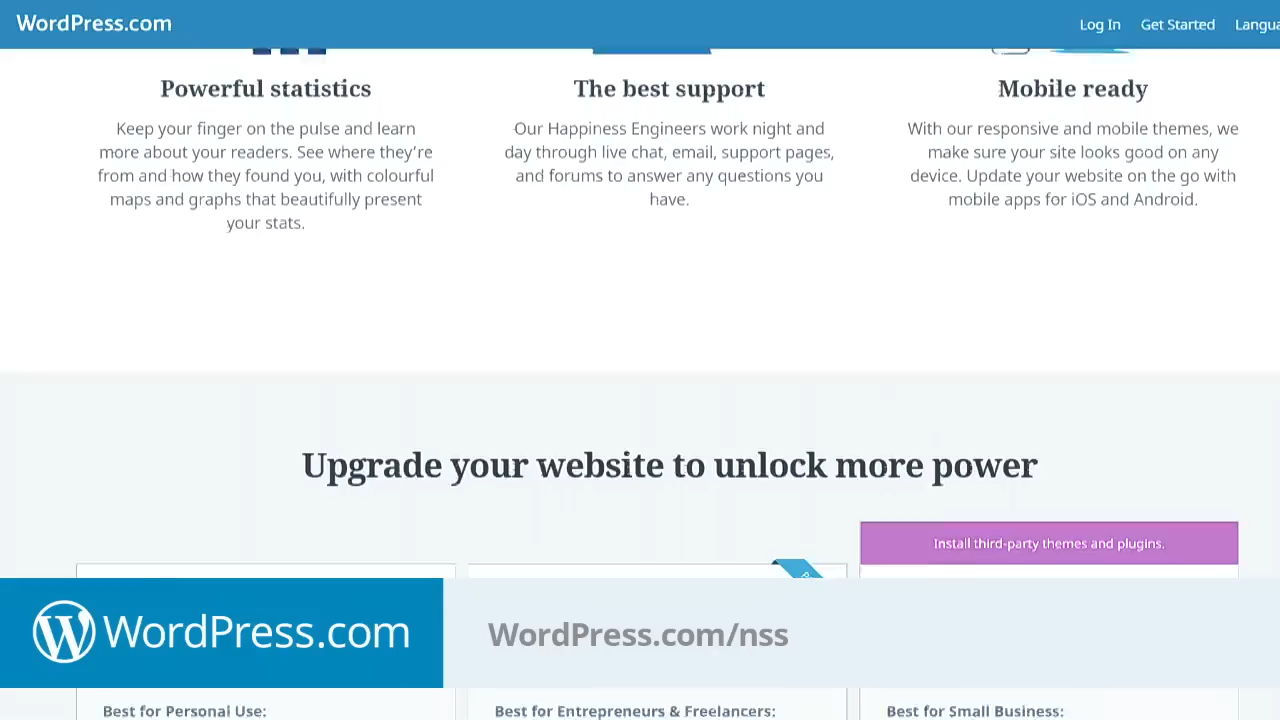 WordPress.com
Log In Get Started Langua
Powerful statistics
Keep your finger on the pulse and learn
more about your readers. See where they’re
from and how they found you, with colourful
maps and graphs that beautifully present
your stats.
The best support
Our Happiness Engineers work night and
day through live chat, email, support pages,
and forums to answer any questions you
have.
Mobile ready
With our responsive and mobile themes, we
make sure your site looks good on any
device. Update your website on the go with
mobile apps for iOS and Android.
Upgrade your website to unlock more power
Install third-party themes and plugins.
WordPress.com
WordPress.com/nss
Best for Personal Use:
Best for Entrepreneurs & Freelancers:
Best for Small Business: